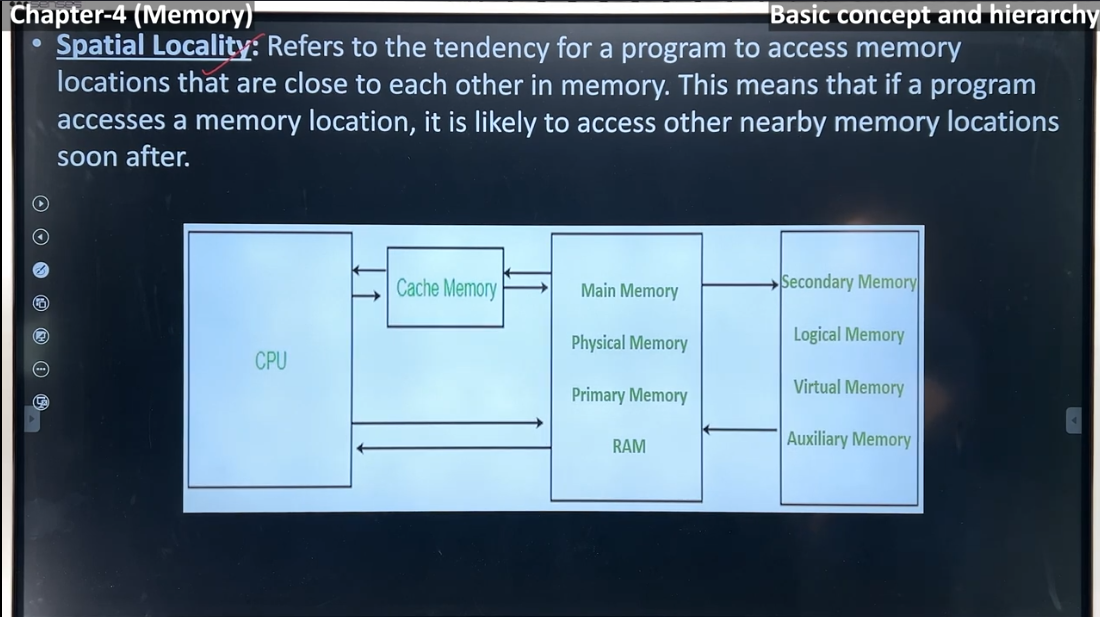 Chapter-4 (Memory)
Basic concept and hierarchy
• Spatial Locality: Refers to the tendency for a program to access memory
locations that are close to each other in memory. This means that if a program
accesses a memory location, it is likely to access other nearby memory locations
soon after.
CPU
Cache Memory
Main Memory
Physical Memory
Primary Memory
RAM
Secondary Memory
Logical Memory
Virtual Memory
Auxiliary Memory